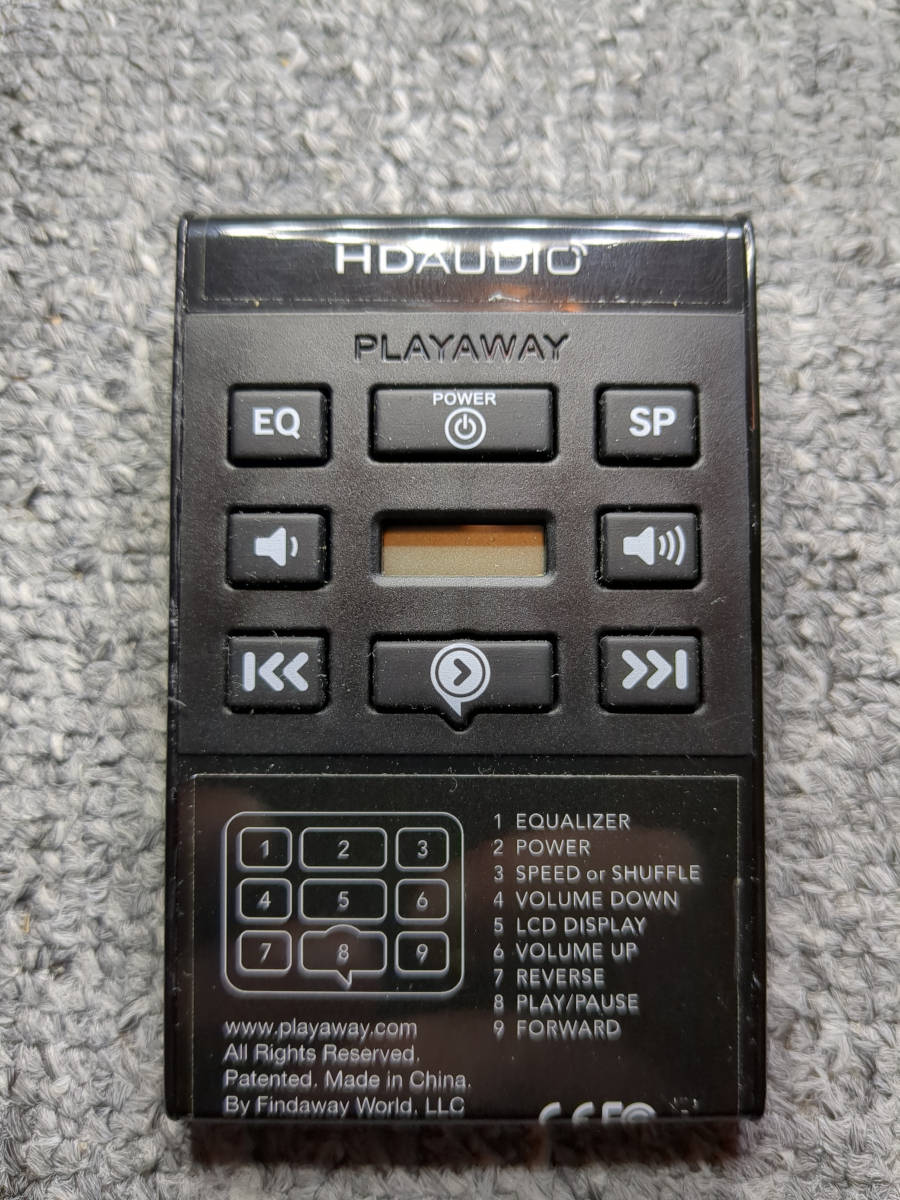 HDAUDIO
PLAYAWAY
EQ
POWER
SP
1 2 3
4 5 6
7 8 9
1 EQUALIZER
2 POWER
3 SPEED or SHUFFLE
4 VOLUME DOWN
5 LCD DISPLAY
6 VOLUME UP
7 REVERSE
8 PLAY/PAUSE
9 FORWARD
www.playaway.com
All Rights Reserved.
Patented. Made in China.
By Findaway World, LLC